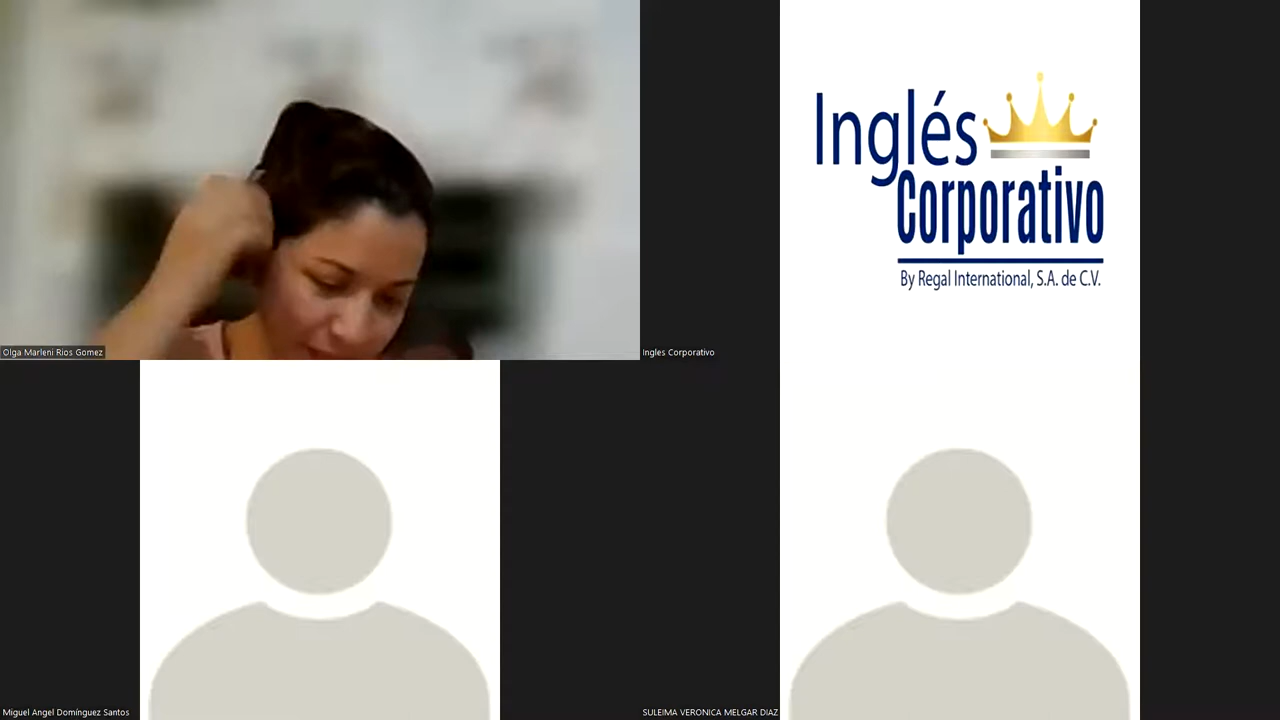 Inglés
Corporativo
By Regal International, S.A. de C.V.
Olga Marleni Rios Gomez
Ingles Corporativo
Miguel Angel Domínguez Santos
SULEIMA VERONICA MELGAR DIAZ